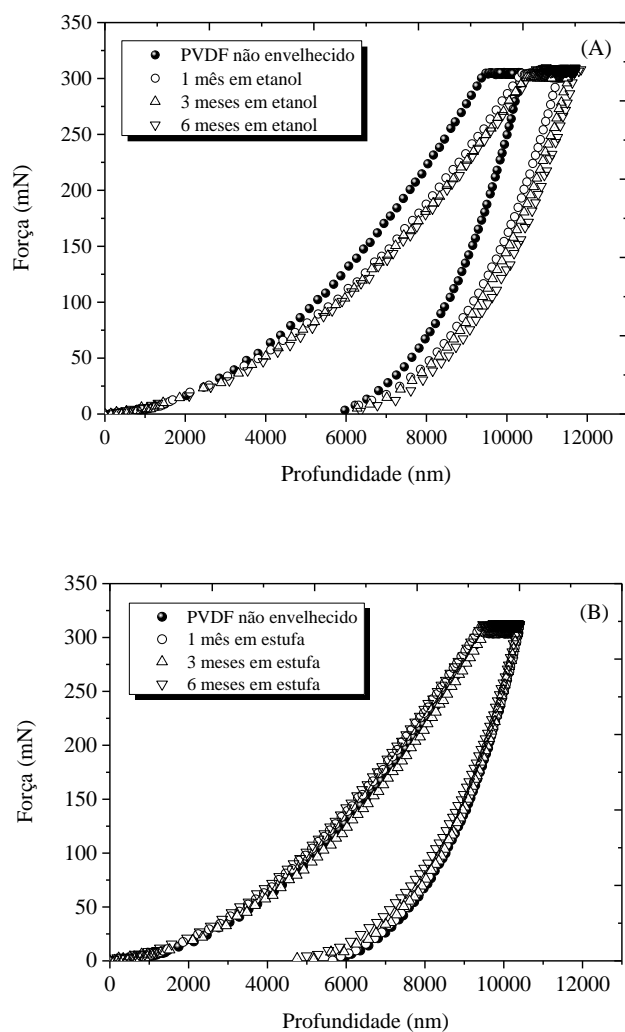 350
(A)
PVDF não envelhecido
300
1 mês em etanol
3 meses em etanol
250
6 meses em etanol
200
Força (mN)
150
100
50
0
0 2000 4000 6000 8000 10000 12000
Profundidade (nm)
350
(B)
PVDF não envelhecido
300
1 mês em estufa
3 meses em estufa
250
6 meses em estufa
200
Força (mN)
150
100
50
0
0 2000 4000 6000 8000 10000 12000
Profundidade (nm)